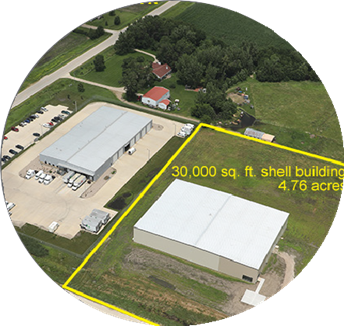 30,000 sq. ft. shell building
4.76 acres